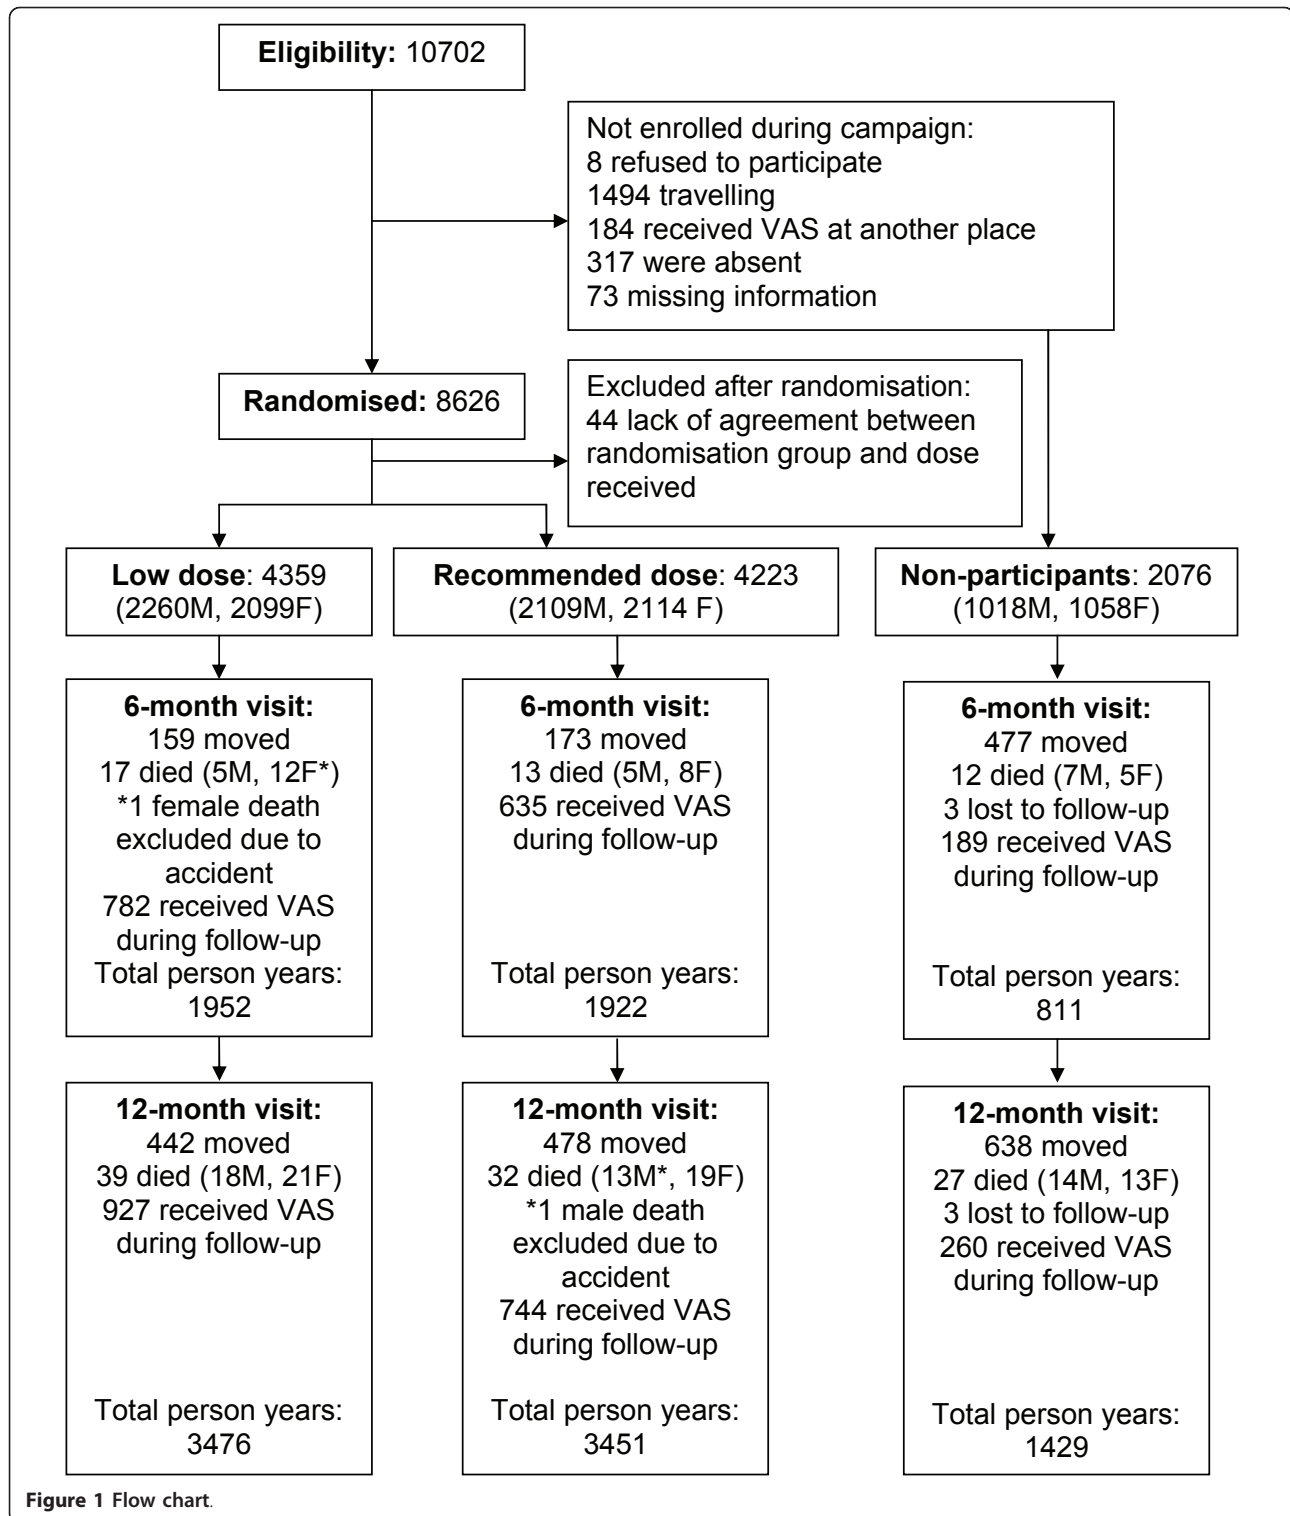 Eligibility: 10702
Not enrolled during campaign:
8 refused to participate
1494 travelling
184 received VAS at another place
317 were absent
73 missing information
Randomised: 8626
Excluded after randomisation:
44 lack of agreement between
randomisation group and dose
received
Low dose: 4359
(2260M, 2099F)
Recommended dose: 4223
(2109M, 2114 F)
Non-participants: 2076
(1018M, 1058F)
6-month visit:
159 moved
17 died (5M, 12F*)
*1 female death
excluded due to
accident
782 received VAS
during follow-up
Total person years:
1952
6-month visit:
173 moved
13 died (5M, 8F)
635 received VAS
during follow-up
Total person years:
1922
6-month visit:
477 moved
12 died (7M, 5F)
3 lost to follow-up
189 received VAS
during follow-up
Total person years:
811
12-month visit:
442 moved
39 died (18M, 21F)
927 received VAS
during follow-up
Total person years:
3476
12-month visit:
478 moved
32 died (13M*, 19F)
*1 male death
excluded due to
accident
744 received VAS
during follow-up
Total person years:
3451
12-month visit:
638 moved
27 died (14M, 13F)
3 lost to follow-up
260 received VAS
during follow-up
Total person years:
1429
Figure 1 Flow chart.